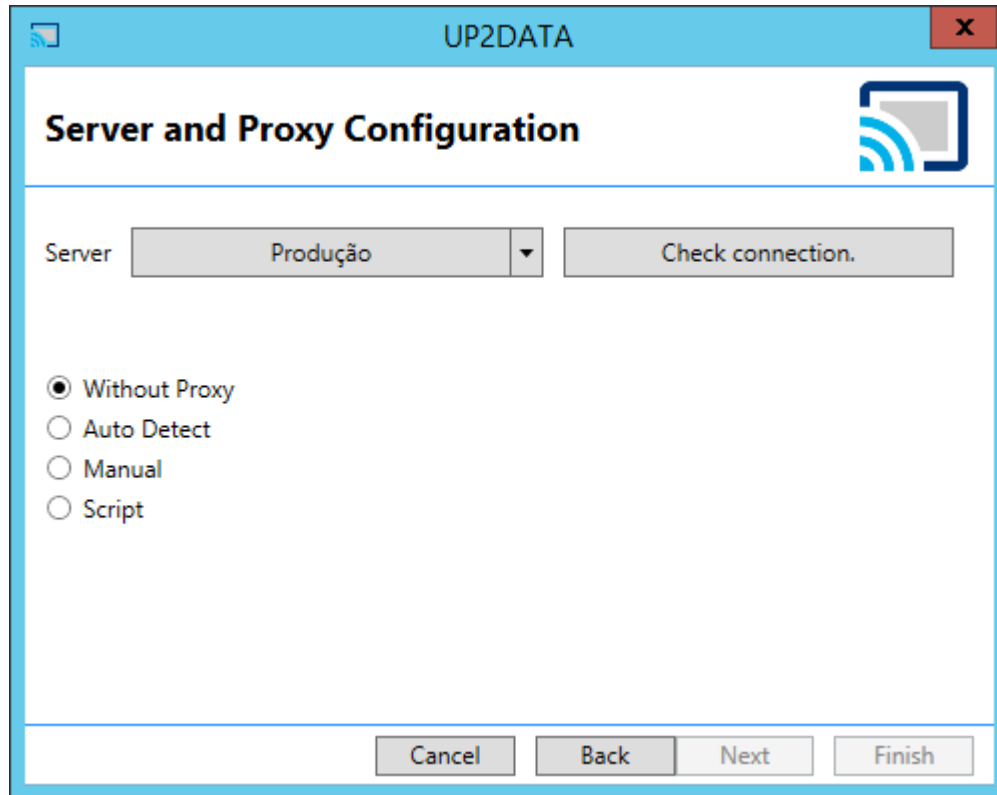 UP2DATA
x
Server and Proxy Configuration
Server Produção Check connection.
Without Proxy
Auto Detect
Manual
Script
Cancel Back Next Finish